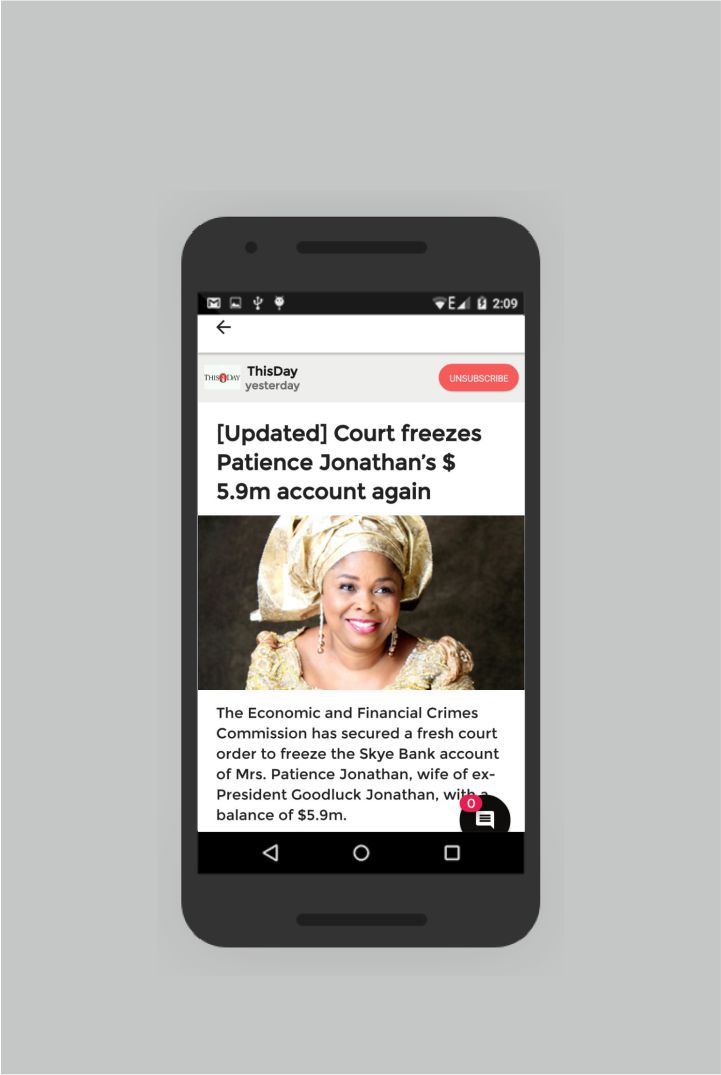 E 2:09
THIS DAY
ThisDay
yesterday
UNSUBSCRIBE
[Updated] Court freezes
Patience Jonathan’s $
5.9m account again
The Economic and Financial Crimes
Commission has secured a fresh court
order to freeze the Skye Bank account
of Mrs. Patience Jonathan, wife of ex-
President Goodluck Jonathan, with a
balance of $5.9m.
0